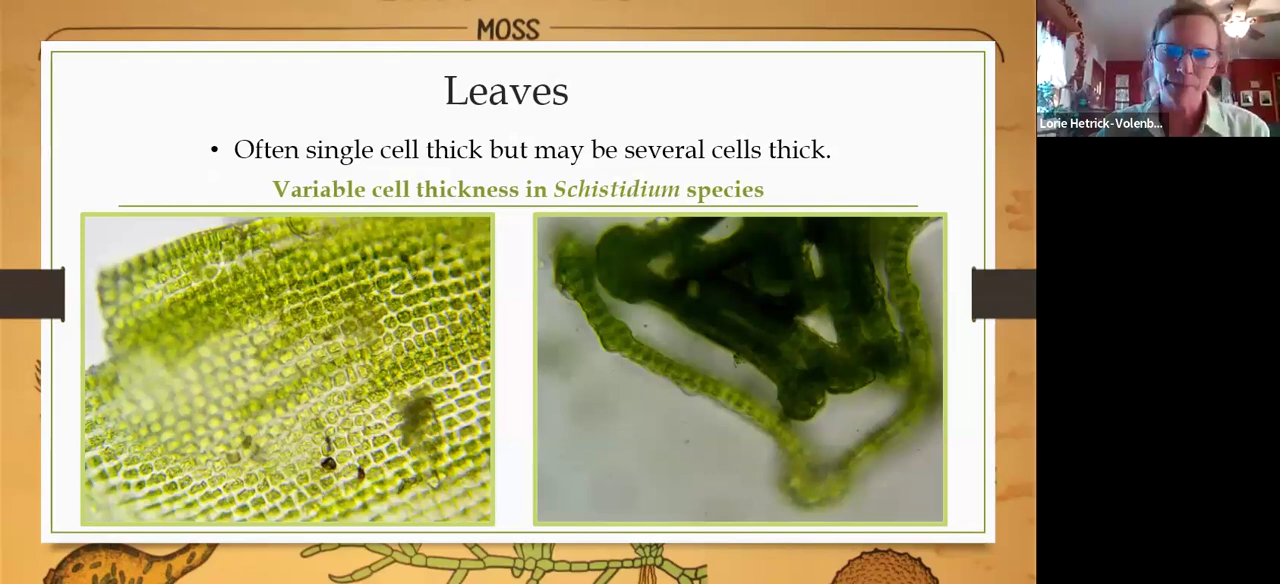 MOSS
Leaves
• Often single cell thick but may be several cells thick.
Variable cell thickness in Schistidium species
Lorie Hetrick-Volenb...